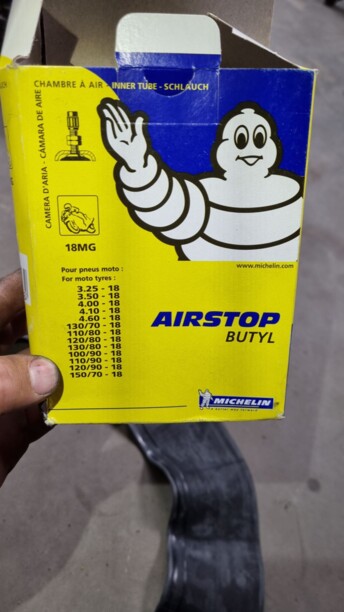 CHAMBRE À AIR - INNER TUBE - SCHLAUCH
CAMERA D'ARIA - CÁMARA DE AIRE
18MG
www.michelin.com
Pour pneus moto :
For moto tyres :
3.25 - 18
3.50 - 18
4.00 - 18
4.10 - 18
4.60 - 18
130/70 - 18
110/80 - 18
120/80 - 18
130/80 - 18
100/90 - 18
110/90 - 18
120/90 - 18
150/70 - 18
AIRSTOP
BUTYL
MICHELIN